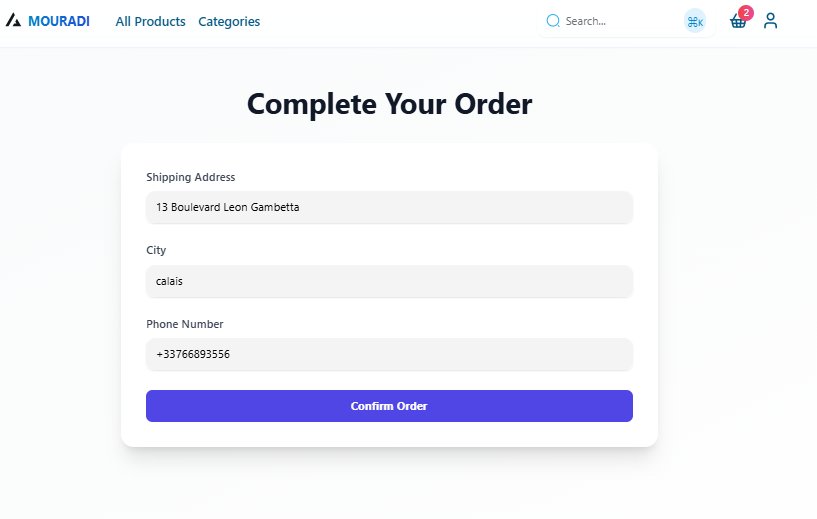 MOURADI All Products Categories Search... ⌘K 2
Complete Your Order
Shipping Address
13 Boulevard Leon Gambetta
City
calais
Phone Number
+33766893556
Confirm Order